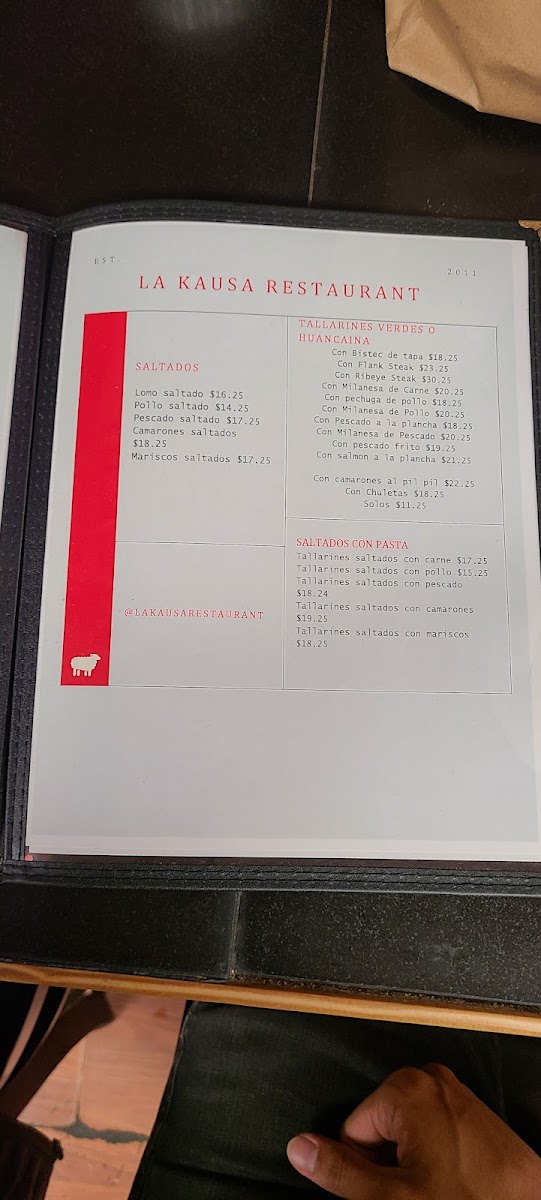 EST.
2011
LA KAUSA RESTAURANT
SALTADOS
Lomo saltado $16.25
Pollo saltado $14.25
Pescado saltado $17.25
Camarones saltados
$18.25
Mariscos saltados $17.25
@LAKAUSARESTAURANT
TALLARINES VERDES O
HUANCAINA
Con Bistec de tapa $18.25
Con Flank Steak $23.25
Con Ribeye Steak $30.25
Con Milanesa de Carne $20.25
Con pechuga de pollo $18.25
Con Milanesa de Pollo $20.25
Con Pescado a la plancha $18.25
Con Milanesa de Pescado $20.25
Con pescado frito $19.25
Con salmon a la plancha $21.25
Con camarones al pil pil $22.25
Con Chuletas $18.25
Solos $11.25
SALTADOS CON PASTA
Tallarines saltados con carne $17.25
Tallarines saltados con pollo $15.25
Tallarines saltados con pescado
$18.24
Tallarines saltados con camarones
$19.25
Tallarines saltados con mariscos
$18.25